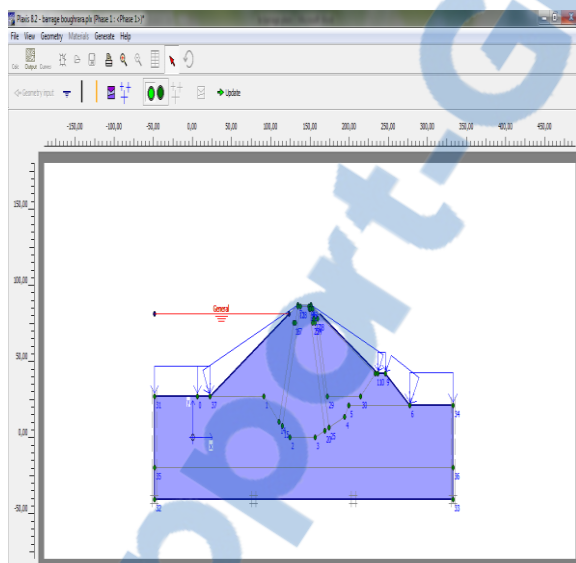 Plaxis 8.2 - barrage boughrara.plx (Phase 1 : <Phase 1>)*
File View Geometry Materials Generate Help
Calc Output Curves
Geometry input Update
-150,00 -100,00 -50,00 0,00 50,00 100,00 150,00 200,00 250,00 300,00 350,00 400,00 450,00
150,00
100,00
General
50,00
31 8 37 1 29 30 9 6 34
0,00
2 3 4 5
35 36
-50,00
32 33
pport-G